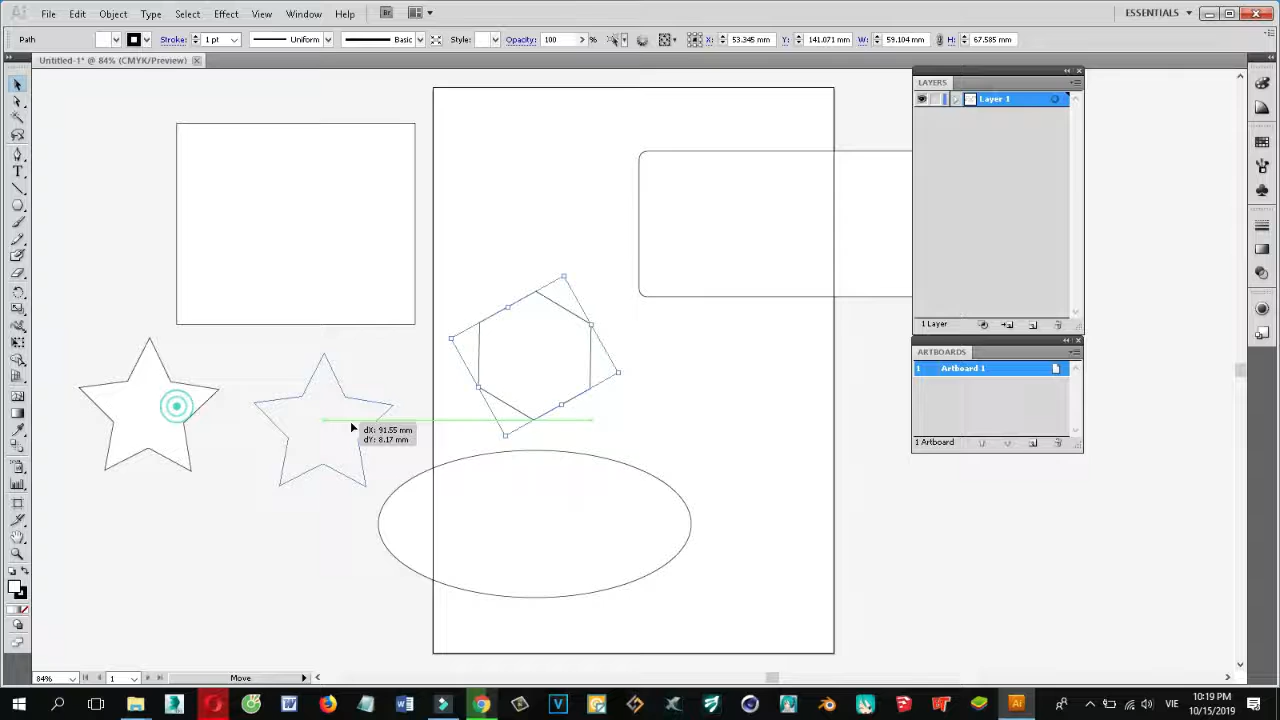 Ai File Edit Object Type Select Effect View Window Help Br ESSENTIALS
Path Stroke: 1 pt Uniform Basic Style: Opacity: 100 % X: 53.345 mm Y: 141.071 mm W: 59.104 mm H: 67.585 mm
Untitled-1* @ 84% (CMYK/Preview)
LAYERS
Layer 1
1 Layer
ARTBOARDS
1 Artboard 1
1 Artboard
dX: 91.55 mm
dY: 8.17 mm
84% 1 Move
VIE 10:19 PM
10/15/2019